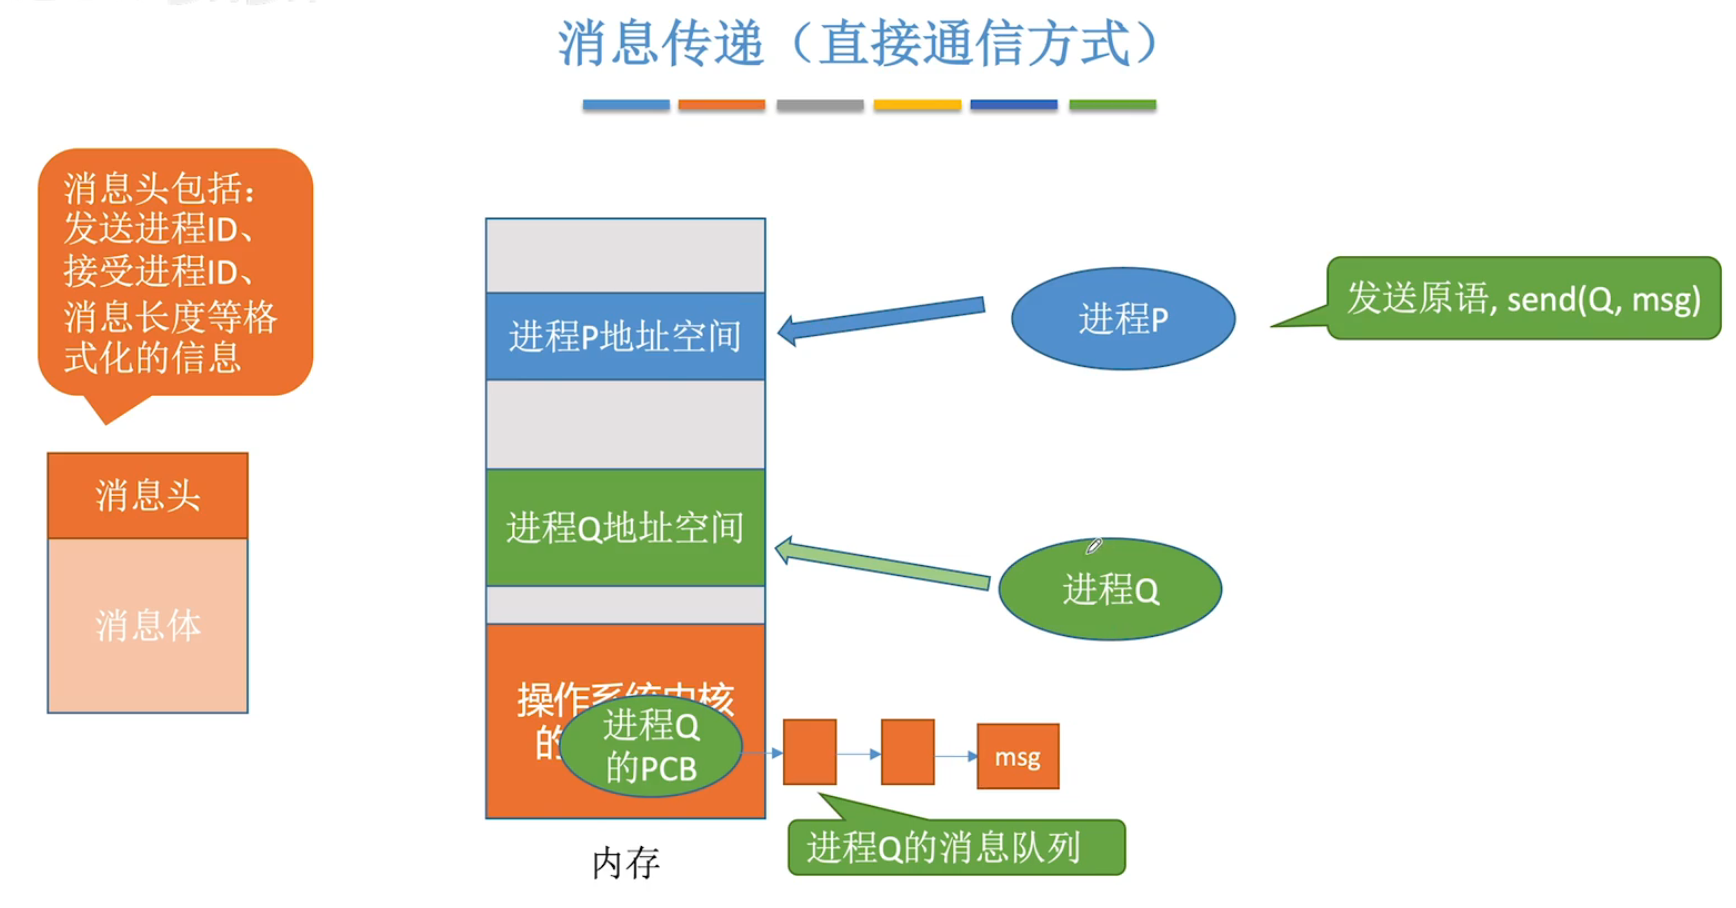 消息传递（直接通信方式）
消息头包括：
发送进程ID、
接受进程ID、
消息长度等格
式化的信息
消息头
消息体
进程P地址空间
进程Q地址空间
操作系统内核
的
进程Q
的PCB
内存
进程P
发送原语, send(Q, msg)
进程Q
msg
进程Q的消息队列